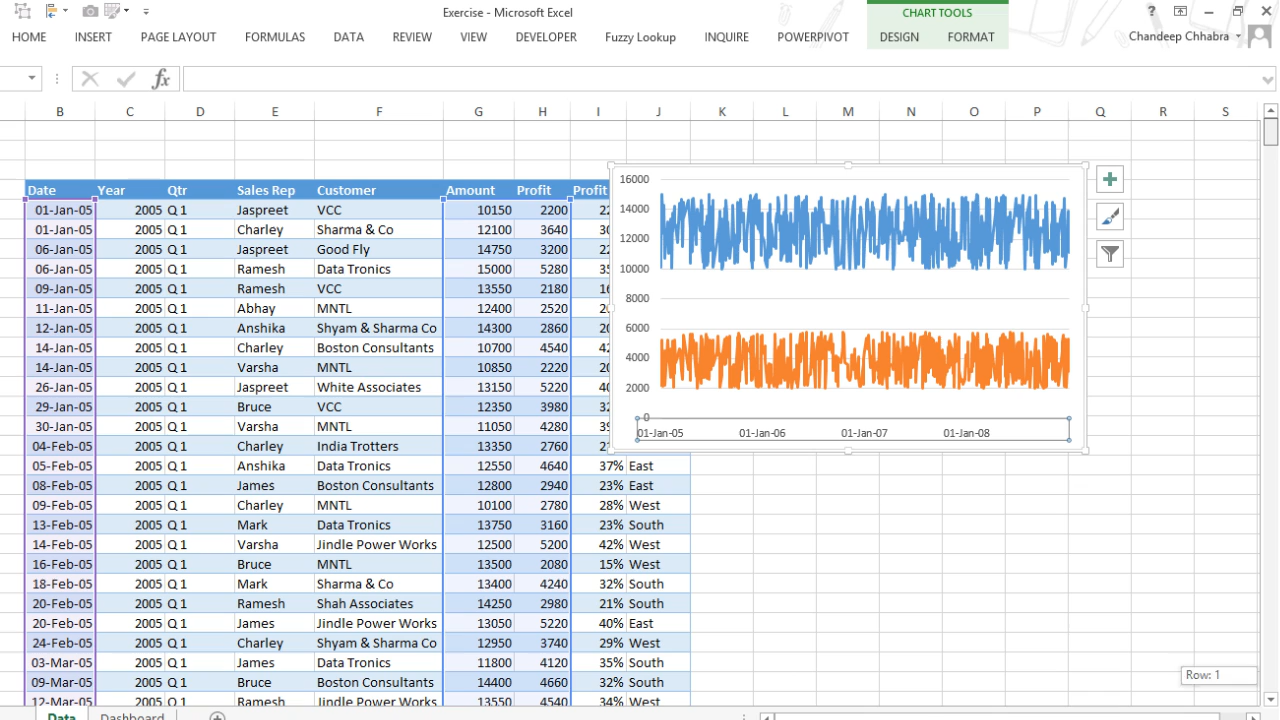 Exercise - Microsoft Excel
CHART TOOLS
?
HOME INSERT PAGE LAYOUT FORMULAS DATA REVIEW VIEW DEVELOPER Fuzzy Lookup INQUIRE POWERPIVOT DESIGN FORMAT Chandeep Chhabra
fx
B C D E F G H I J K L M N O P Q R S
Date Year Qtr Sales Rep Customer Amount Profit Profit
01-Jan-05 2005 Q 1 Jaspreet VCC 10150 2200 22
01-Jan-05 2005 Q 1 Charley Sharma & Co 12100 3640 30
06-Jan-05 2005 Q 1 Jaspreet Good Fly 14750 3200 22
06-Jan-05 2005 Q 1 Ramesh Data Tronics 15000 5280 35
09-Jan-05 2005 Q 1 Ramesh VCC 13550 2180 16
11-Jan-05 2005 Q 1 Abhay MNTL 12400 2520 20
12-Jan-05 2005 Q 1 Anshika Shyam & Sharma Co 14300 2860 20
14-Jan-05 2005 Q 1 Charley Boston Consultants 10700 4540 42
14-Jan-05 2005 Q 1 Varsha MNTL 10850 2220 20
26-Jan-05 2005 Q 1 Jaspreet White Associates 13150 5220 40
29-Jan-05 2005 Q 1 Bruce VCC 12350 3980 32
30-Jan-05 2005 Q 1 Varsha MNTL 11050 4280 39
04-Feb-05 2005 Q 1 Charley India Trotters 13350 2760 21
05-Feb-05 2005 Q 1 Anshika Data Tronics 12550 4640 37% East
08-Feb-05 2005 Q 1 James Boston Consultants 12800 2940 23% East
09-Feb-05 2005 Q 1 Charley MNTL 10100 2780 28% West
13-Feb-05 2005 Q 1 Mark Data Tronics 13750 3160 23% South
14-Feb-05 2005 Q 1 Varsha Jindle Power Works 12500 5200 42% West
16-Feb-05 2005 Q 1 Bruce MNTL 13500 2080 15% West
18-Feb-05 2005 Q 1 Mark Sharma & Co 13400 4240 32% South
20-Feb-05 2005 Q 1 Ramesh Shah Associates 14250 2980 21% South
20-Feb-05 2005 Q 1 James Jindle Power Works 13050 5220 40% East
24-Feb-05 2005 Q 1 Charley Shyam & Sharma Co 12950 3740 29% West
03-Mar-05 2005 Q 1 James Data Tronics 11800 4120 35% South
09-Mar-05 2005 Q 1 Bruce Boston Consultants 14400 4660 32% South
12-Mar-05 2005 Q 1 Ramesh Jindle Power Works 13550 4540 34% West
16000
14000
12000
10000
8000
6000
4000
2000
0
01-Jan-05 01-Jan-06 01-Jan-07 01-Jan-08
Row: 1
Data Dashboard